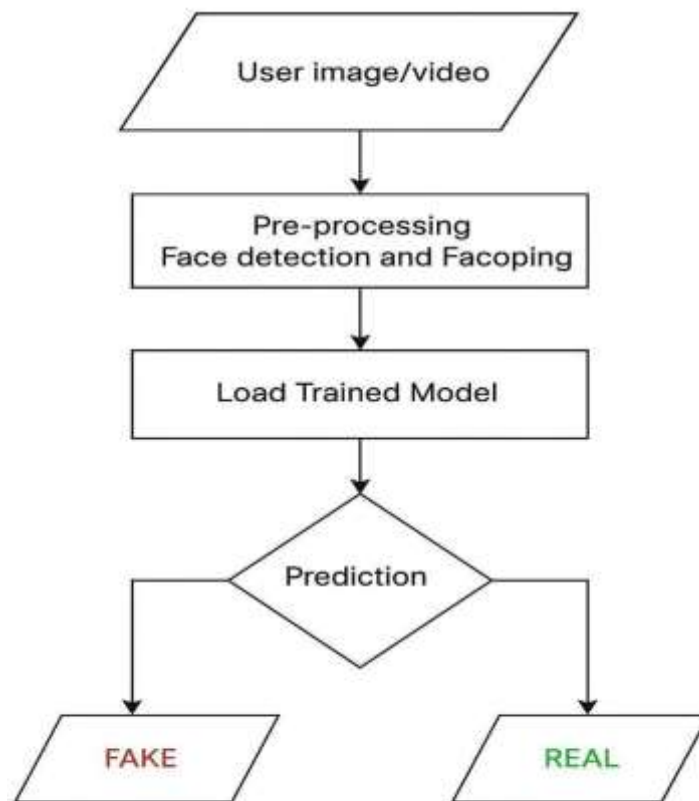 User image/video
Pre-processing
Face detection and Facoping
Load Trained Model
Prediction
FAKE
REAL